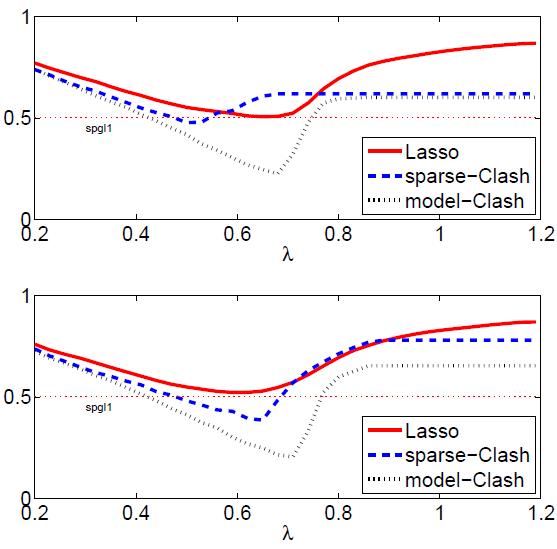 1
0.5
spgl1
Lasso
sparse-Clash
model-Clash
0
0.2 0.4 0.6 0.8 1 1.2
λ
1
0.5
spgl1
Lasso
sparse-Clash
model-Clash
0
0.2 0.4 0.6 0.8 1 1.2
λ